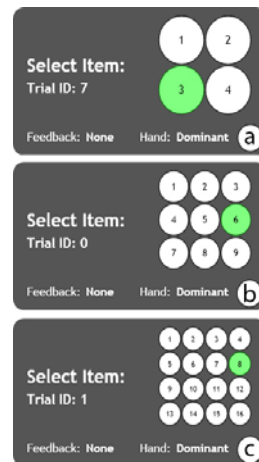 1 2
Select Item:
Trial ID: 7
3 4
Feedback: None Hand: Dominant a
1 2 3
Select Item:
4 5 6
Trial ID: 0
7 8 9
Feedback: None Hand: Dominant b
1 2 3 4
5 6 7 8
Select Item:
9 10 11 12
Trial ID: 1
13 14 15 16
Feedback: None Hand: Dominant c